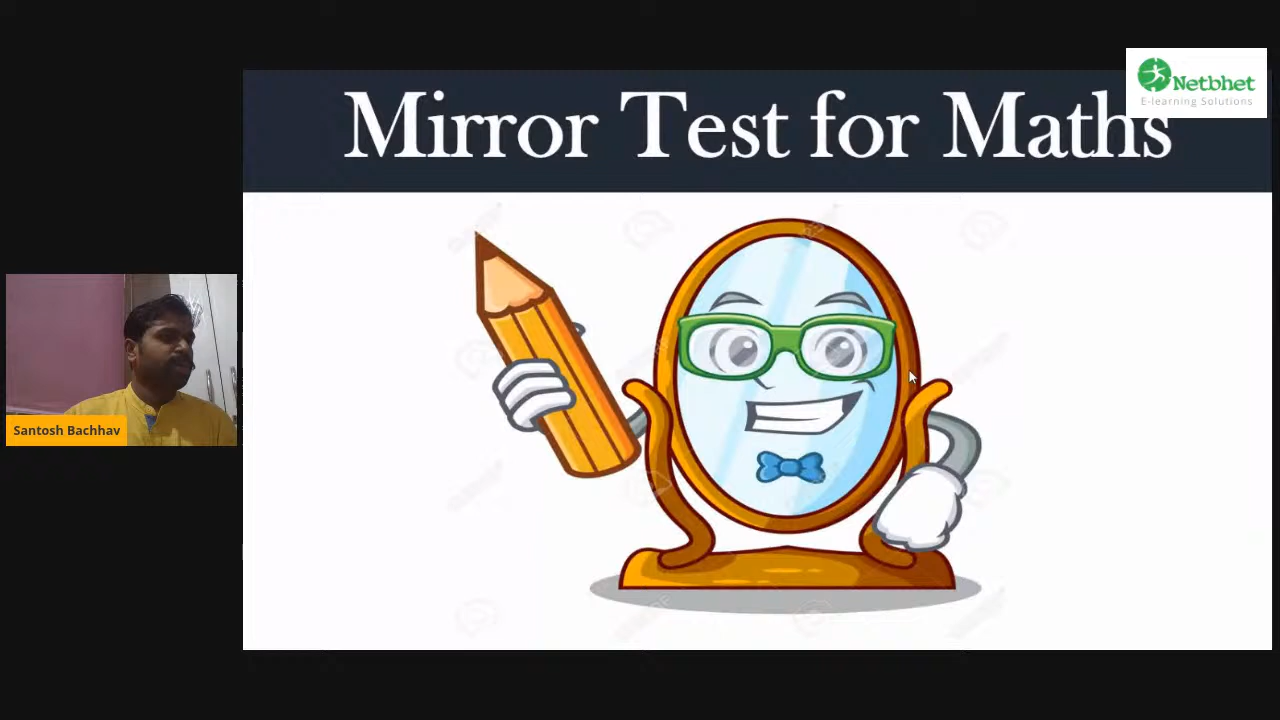 Mirror Test for Maths
Netbhet
E-learning Solutions
Santosh Bachhav